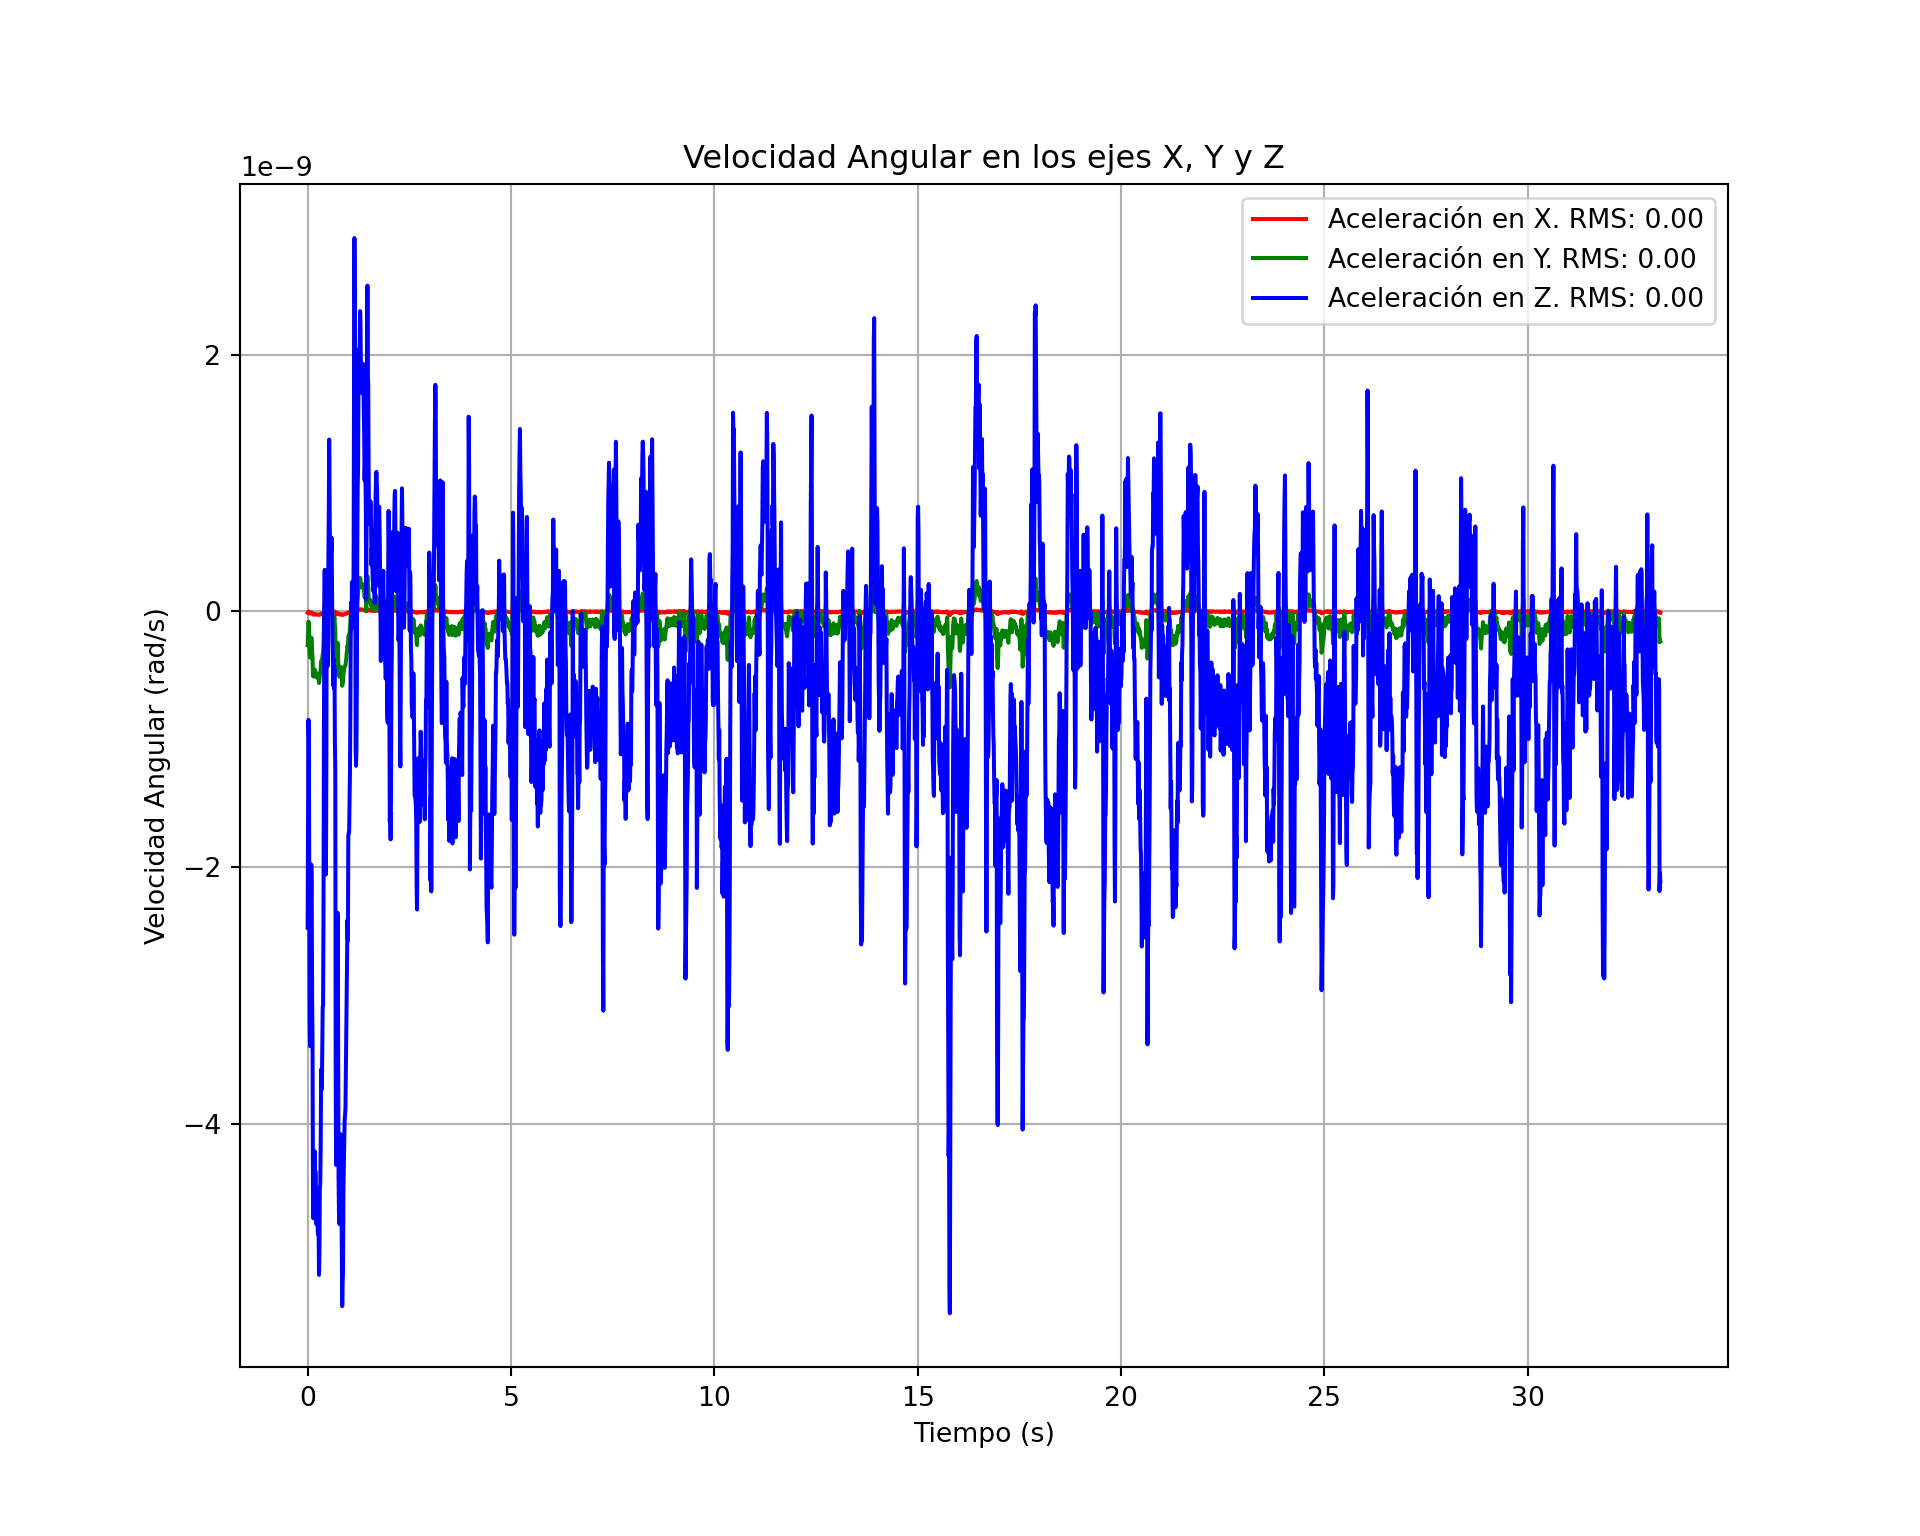 Velocidad Angular en los ejes X, Y y Z
1e−9
Aceleración en X. RMS: 0.00
Aceleración en Y. RMS: 0.00
Aceleración en Z. RMS: 0.00
2
0
−2
−4
Velocidad Angular (rad/s)
0 5 10 15 20 25 30
Tiempo (s)